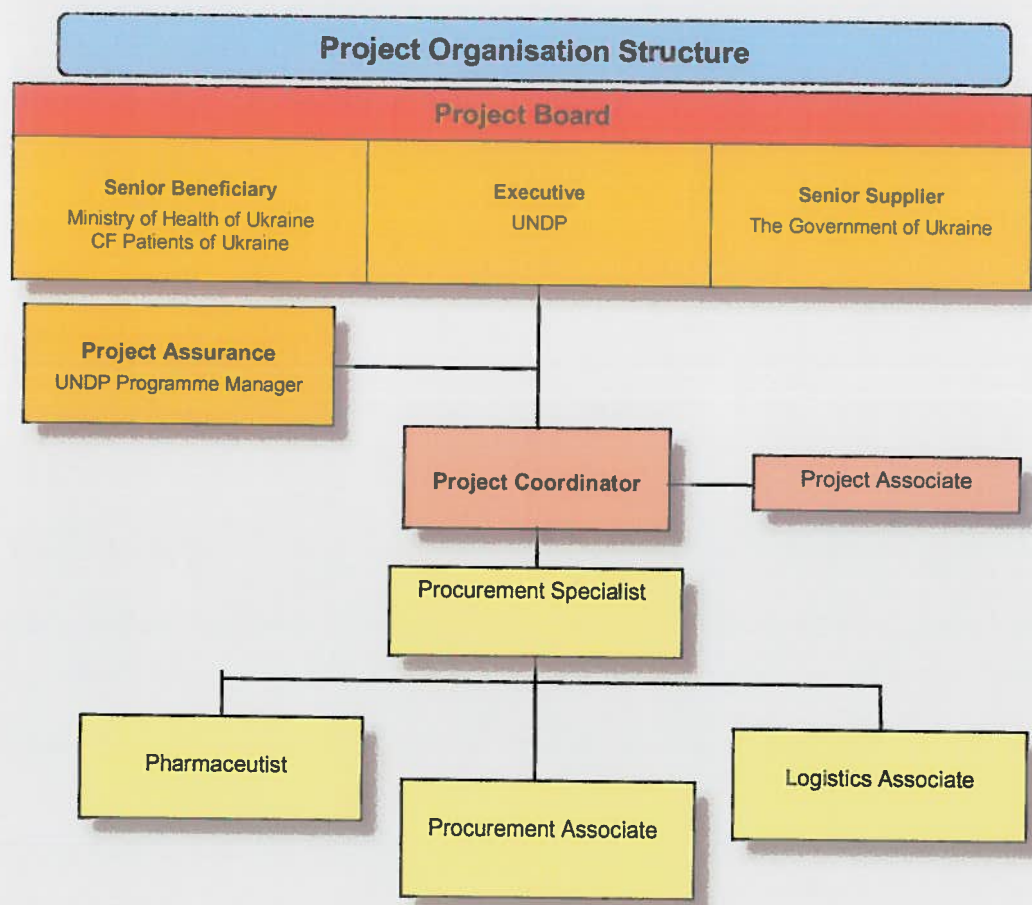 Project Organisation Structure
Project Board
Senior Beneficiary
Ministry of Health of Ukraine
CF Patients of Ukraine
Executive
UNDP
Senior Supplier
The Government of Ukraine
Project Assurance
UNDP Programme Manager
Project Coordinator
Project Associate
Procurement Specialist
Pharmaceutist
Procurement Associate
Logistics Associate